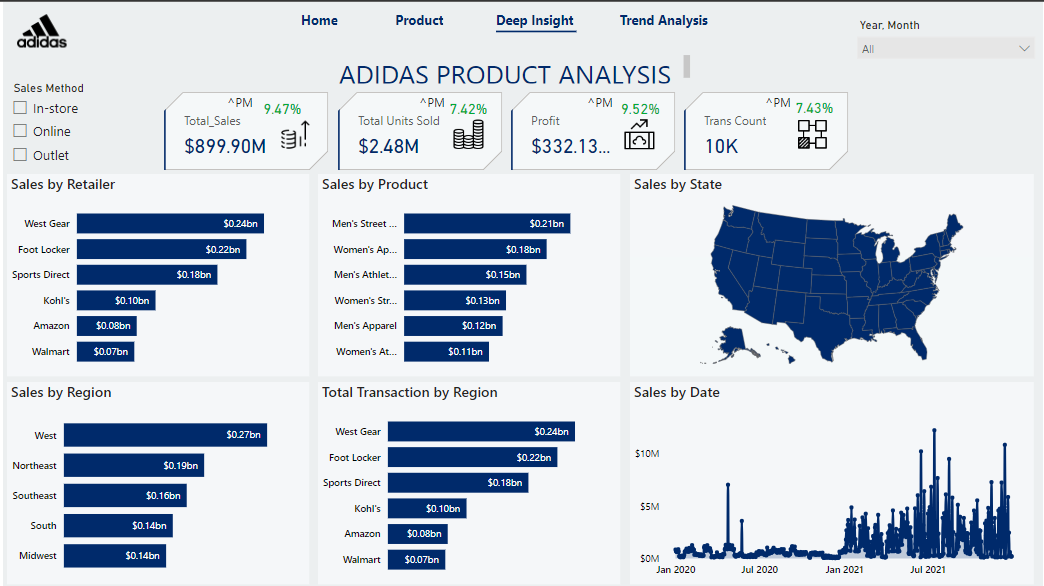 adidas
Home Product Deep Insight Trend Analysis
Year, Month
All
ADIDAS PRODUCT ANALYSIS
Sales Method
In-store
Online
Outlet
^PM 9.47%
Total_Sales
$899.90M
^PM 7.42%
Total Units Sold
$2.48M
^PM 9.52%
Profit
$332.13...
^PM 7.43%
Trans Count
10K
Sales by Retailer
West Gear $0.24bn
Foot Locker $0.22bn
Sports Direct $0.18bn
Kohl's $0.10bn
Amazon $0.08bn
Walmart $0.07bn
Sales by Product
Men's Street ... $0.21bn
Women's Ap... $0.18bn
Men's Athlet... $0.15bn
Women's Str... $0.13bn
Men's Apparel $0.12bn
Women's At... $0.11bn
Sales by State
Sales by Region
West $0.27bn
Northeast $0.19bn
Southeast $0.16bn
South $0.14bn
Midwest $0.14bn
Total Transaction by Region
West Gear $0.24bn
Foot Locker $0.22bn
Sports Direct $0.18bn
Kohl's $0.10bn
Amazon $0.08bn
Walmart $0.07bn
Sales by Date
$10M
$5M
$0M
Jan 2020 Jul 2020 Jan 2021 Jul 2021